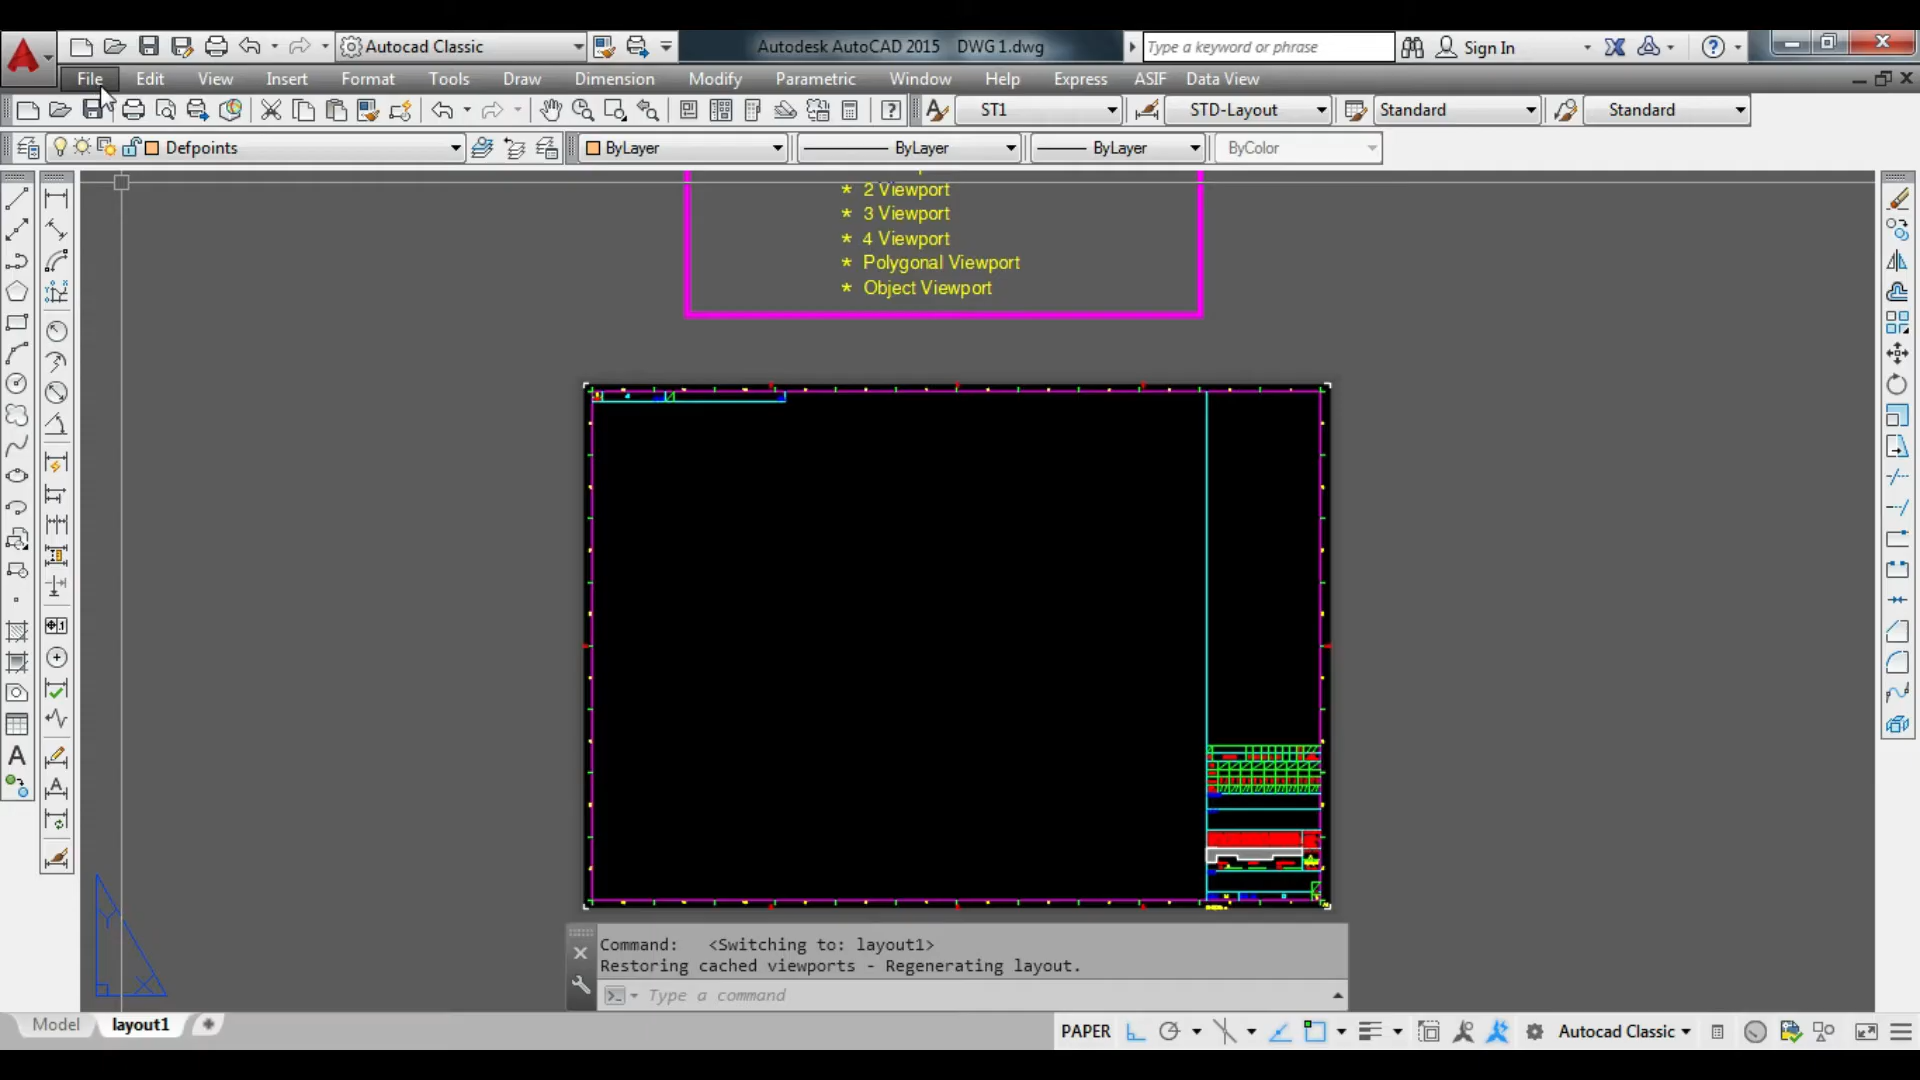 Autocad Classic
Autodesk AutoCAD 2015 DWG 1.dwg
Type a keyword or phrase
Sign In
File Edit View Insert Format Tools Draw Dimension Modify Parametric Window Help Express ASIF Data View
ST1 STD-Layout Standard Standard
Defpoints ByLayer ByLayer ByLayer ByColor
* 2 Viewport
* 3 Viewport
* 4 Viewport
* Polygonal Viewport
* Object Viewport
Command: <Switching to: layout1>
Restoring cached viewports - Regenerating layout.
Type a command
Model layout1
PAPER Autocad Classic